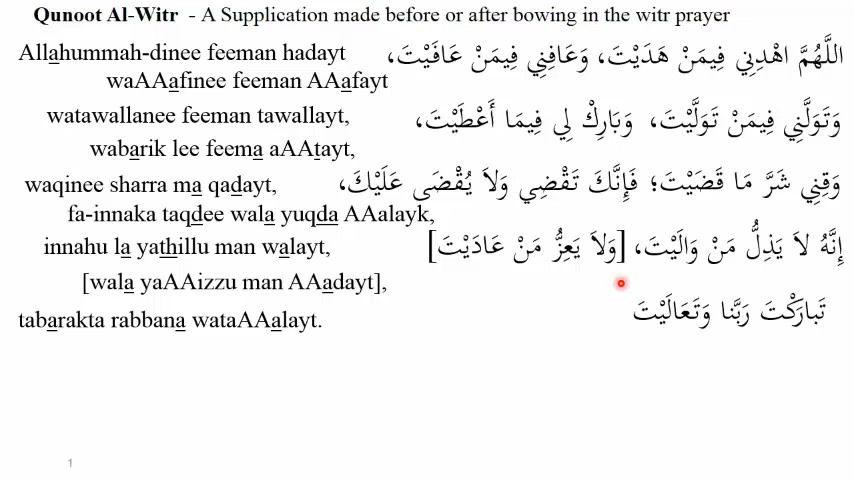 Qunoot Al-Witr - A Supplication made before or after bowing in the witr prayer
Allahummah-dinee feeman hadayt
اللَّهُمَّ اهْدِنِي فِيمَنْ هَدَيْتَ، وَعَافِنِي فِيمَنْ عَافَيْتَ،
waAAafinee feeman AAafayt
watawallanee feeman tawallayt,
وَتَوَلَّنِي فِيمَنْ تَوَلَّيْتَ، وَبَارِكْ لِي فِيمَا أَعْطَيْتَ،
wabarik lee feema aAAtayt,
waqinee sharra ma qadayt,
وَقِنِي شَرَّ مَا قَضَيْتَ؛ فَإِنَّكَ تَقْضِي وَلاَ يُقْضَى عَلَيْكَ،
fa-innaka taqdee wala yuqda AAalayk,
innahu la yathillu man walayt,
إِنَّهُ لاَ يَذِلُّ مَنْ وَالَيْتَ، [وَلاَ يَعِزُّ مَنْ عَادَيْتَ]
[wala yaAAizzu man AAadayt],
tabarakta rabbana wataAAalayt.
تَبارَكْتَ رَبَّنا وَتَعَالَيْتَ
1